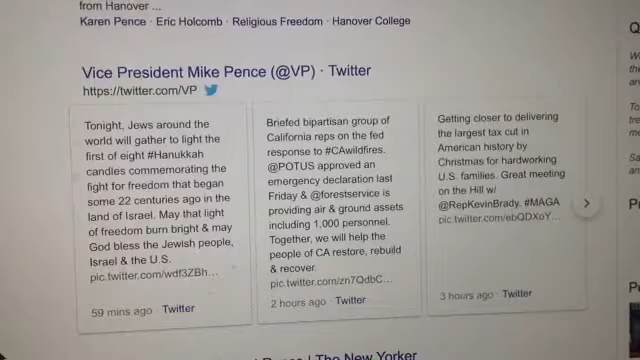 from Hanover ...
Karen Pence · Eric Holcomb · Religious Freedom · Hanover College
Vice President Mike Pence (@VP) · Twitter
https://twitter.com/VP
Tonight, Jews around the
world will gather to light the
first of eight #Hanukkah
candles commemorating the
fight for freedom that began
some 22 centuries ago in the
land of Israel. May that light
of freedom burn bright & may
God bless the Jewish people,
Israel & the U.S.
pic.twitter.com/wdf3ZBh...
59 mins ago · Twitter
Briefed bipartisan group of
California reps on the fed
response to #CAwildfires.
@POTUS approved an
emergency declaration last
Friday & @forestservice is
providing air & ground assets
including 1,000 personnel.
Together, we will help the
people of CA restore, rebuild
& recover.
pic.twitter.com/zn7QdbC...
2 hours ago · Twitter
Getting closer to delivering
the largest tax cut in
American history by
Christmas for hardworking
U.S. families. Great meeting
on the Hill w/
@RepKevinBrady. #MAGA
pic.twitter.com/ebQDXoY...
3 hours ago · Twitter
| The New Yorker